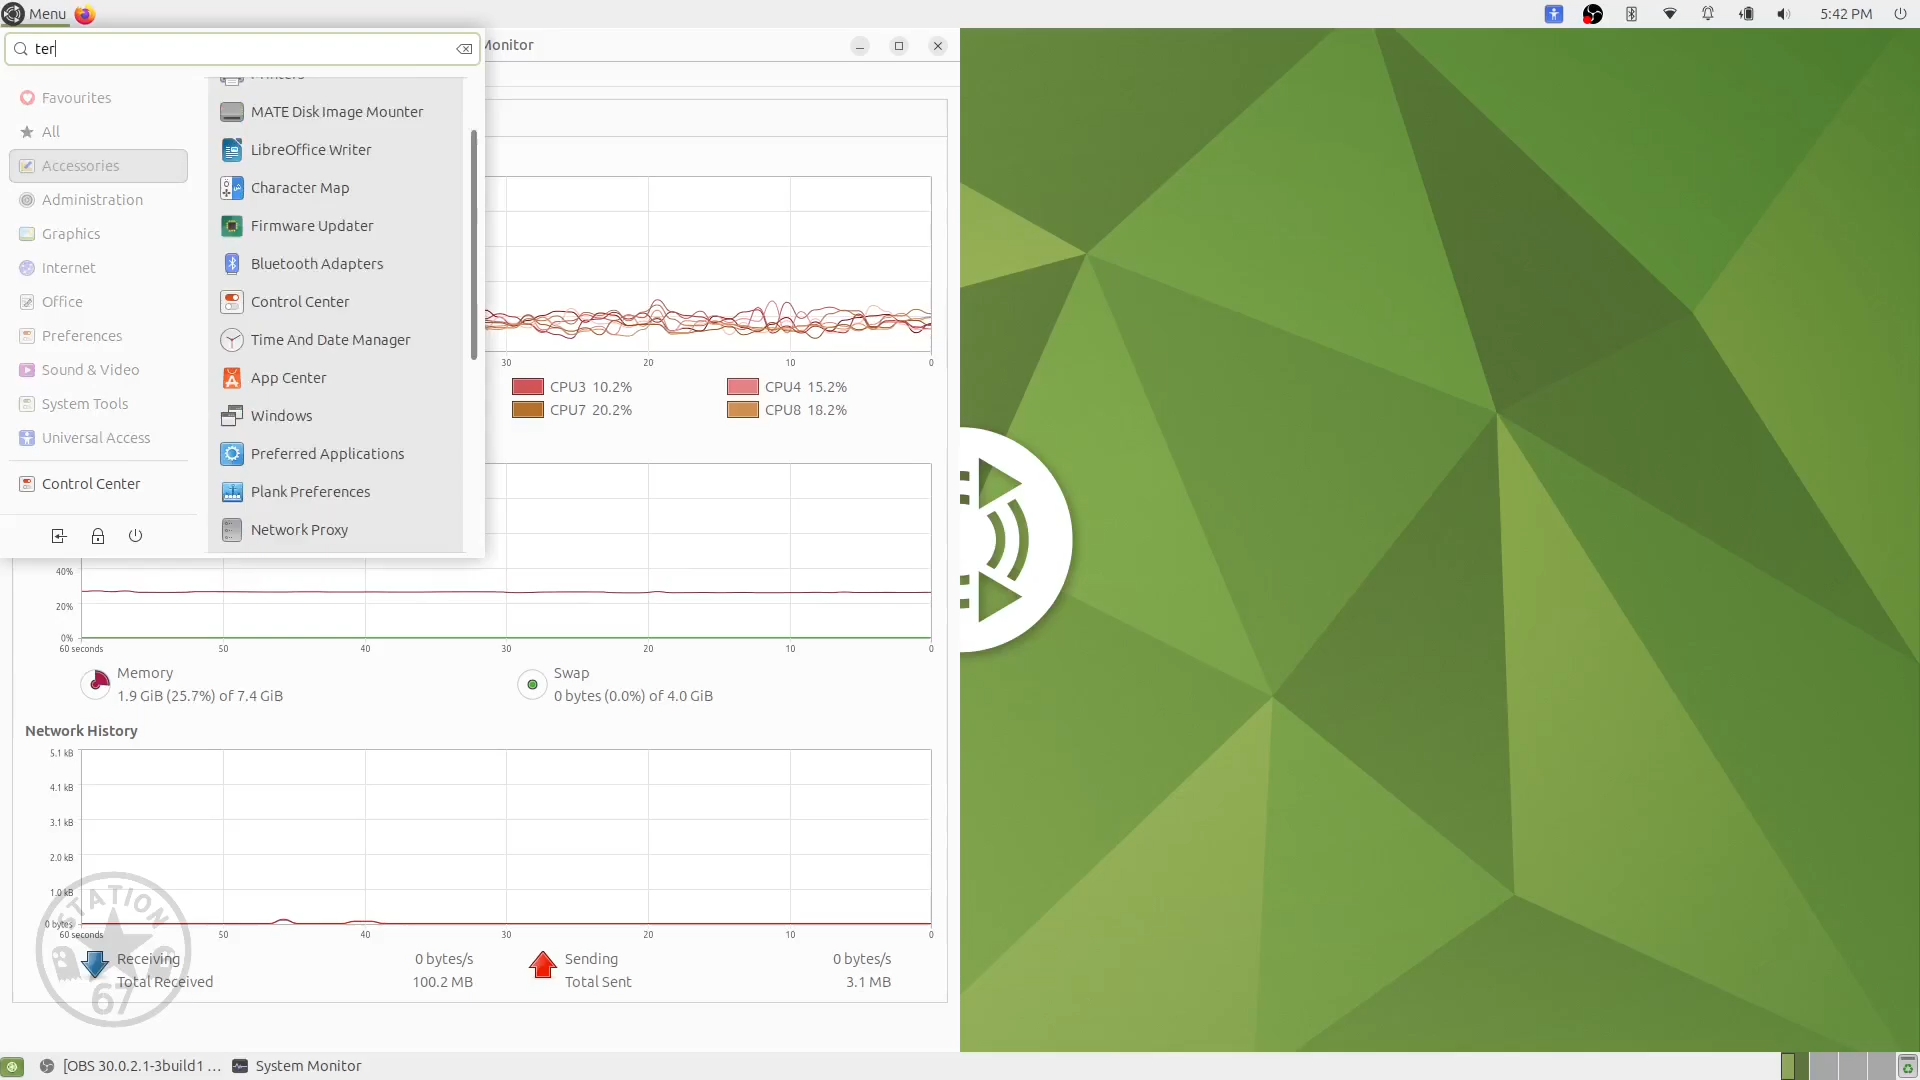 Menu
5:42 PM
ter
Monitor
Favourites
All
Accessories
Administration
Graphics
Internet
Office
Preferences
Sound & Video
System Tools
Universal Access
Control Center
Printers
MATE Disk Image Mounter
LibreOffice Writer
Character Map
Firmware Updater
Bluetooth Adapters
Control Center
Time And Date Manager
App Center
Windows
Preferred Applications
Plank Preferences
Network Proxy
30 20 10 0
CPU3 10.2% CPU4 15.2%
CPU7 20.2% CPU8 18.2%
40%
20%
0%
60 seconds 50 40 30 20 10 0
Memory
1.9 GiB (25.7%) of 7.4 GiB
Swap
0 bytes (0.0%) of 4.0 GiB
Network History
5.1 kB
4.1 kB
3.1 kB
2.0 kB
1.0 kB
0 bytes
60 seconds 50 40 30 20 10 0
Receiving 0 bytes/s
Total Received 100.2 MB
Sending 0 bytes/s
Total Sent 3.1 MB
STATION
67
[OBS 30.0.2.1-3build1 …
System Monitor